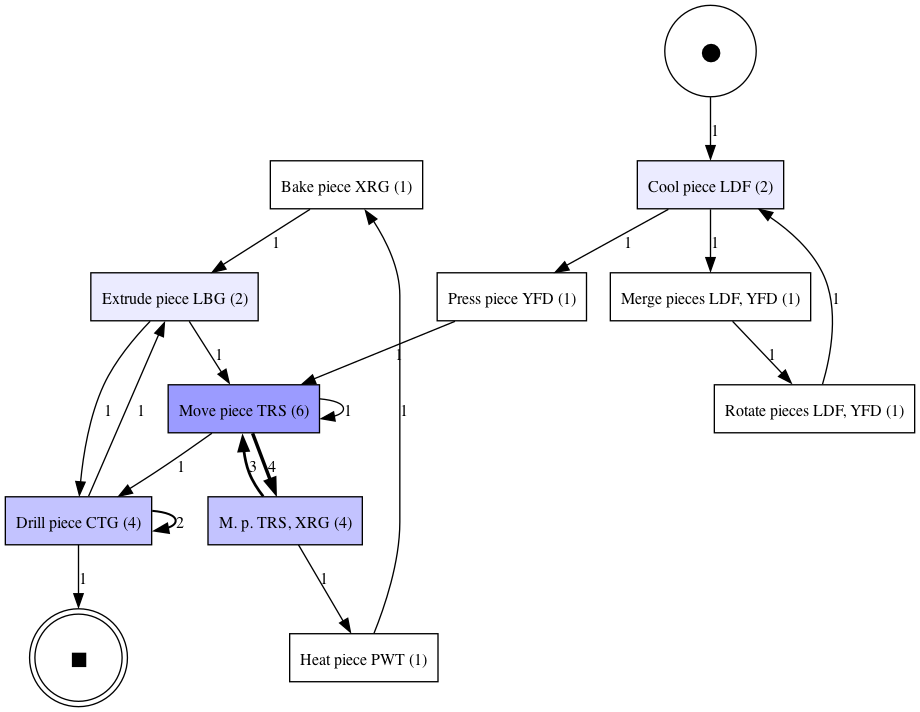 1
Bake piece XRG (1)
Cool piece LDF (2)
1
1
1
Extrude piece LBG (2)
Press piece YFD (1)
Merge pieces LDF, YFD (1)
1
1
1
1
Move piece TRS (6)
1
1
1
1
Rotate pieces LDF, YFD (1)
1
3
4
Drill piece CTG (4)
2
M. p. TRS, XRG (4)
1
1
Heat piece PWT (1)